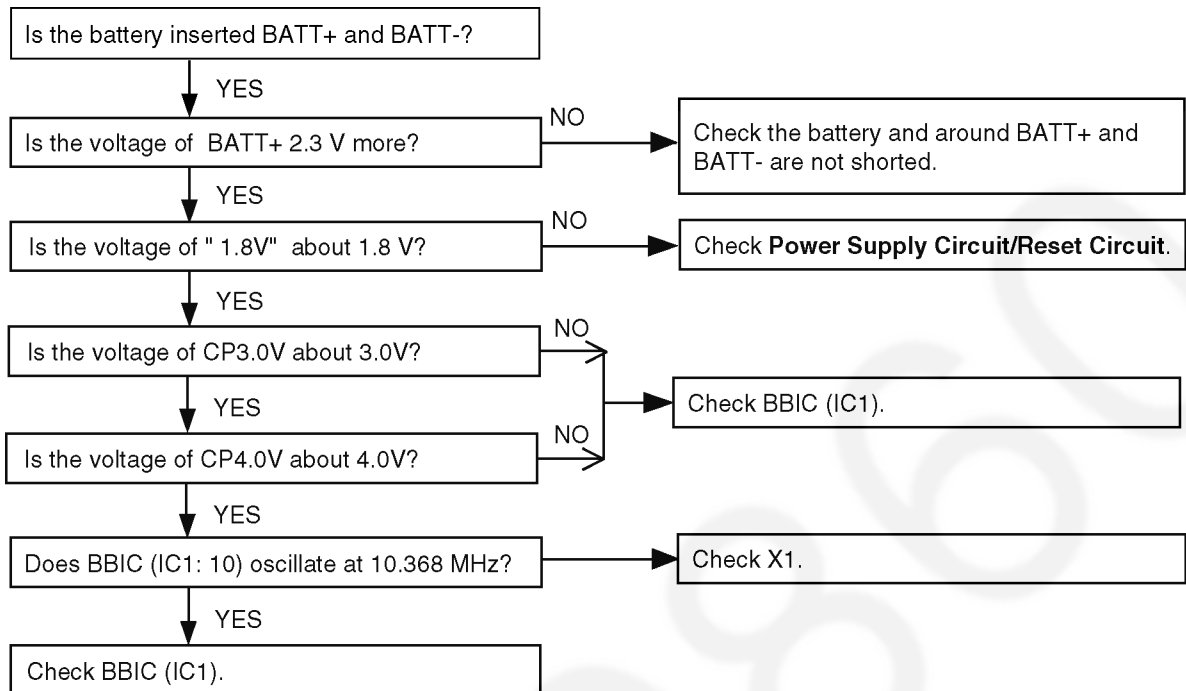 Is the battery inserted BATT+ and BATT-?
YES
Is the voltage of BATT+ 2.3 V more?
NO
Check the battery and around BATT+ and
BATT- are not shorted.
YES
Is the voltage of " 1.8V" about 1.8 V?
NO
Check Power Supply Circuit/Reset Circuit.
YES
Is the voltage of CP3.0V about 3.0V?
NO
Check BBIC (IC1).
YES
Is the voltage of CP4.0V about 4.0V?
NO
YES
Does BBIC (IC1: 10) oscillate at 10.368 MHz?
Check X1.
YES
Check BBIC (IC1).